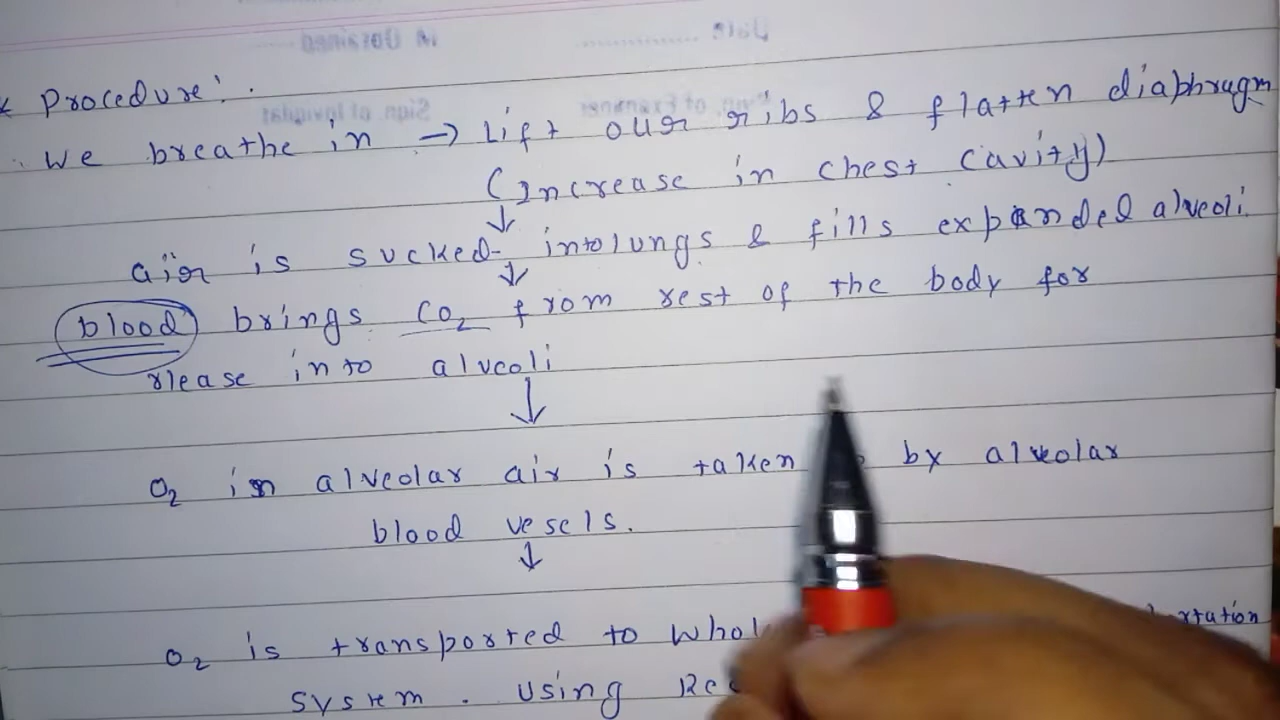 * Procedure:
We breathe in → Lift our ribs & flatten diaphragm
(Increase in chest cavity)
↓
air is sucked into lungs & fills expanded alveoli.
↓
blood brings CO₂ from rest of the body for
rlease into alveoli
↓
O₂ in alveolar air is taken by alveolar
blood vesels.
↓
O₂ is transported to
system. Using